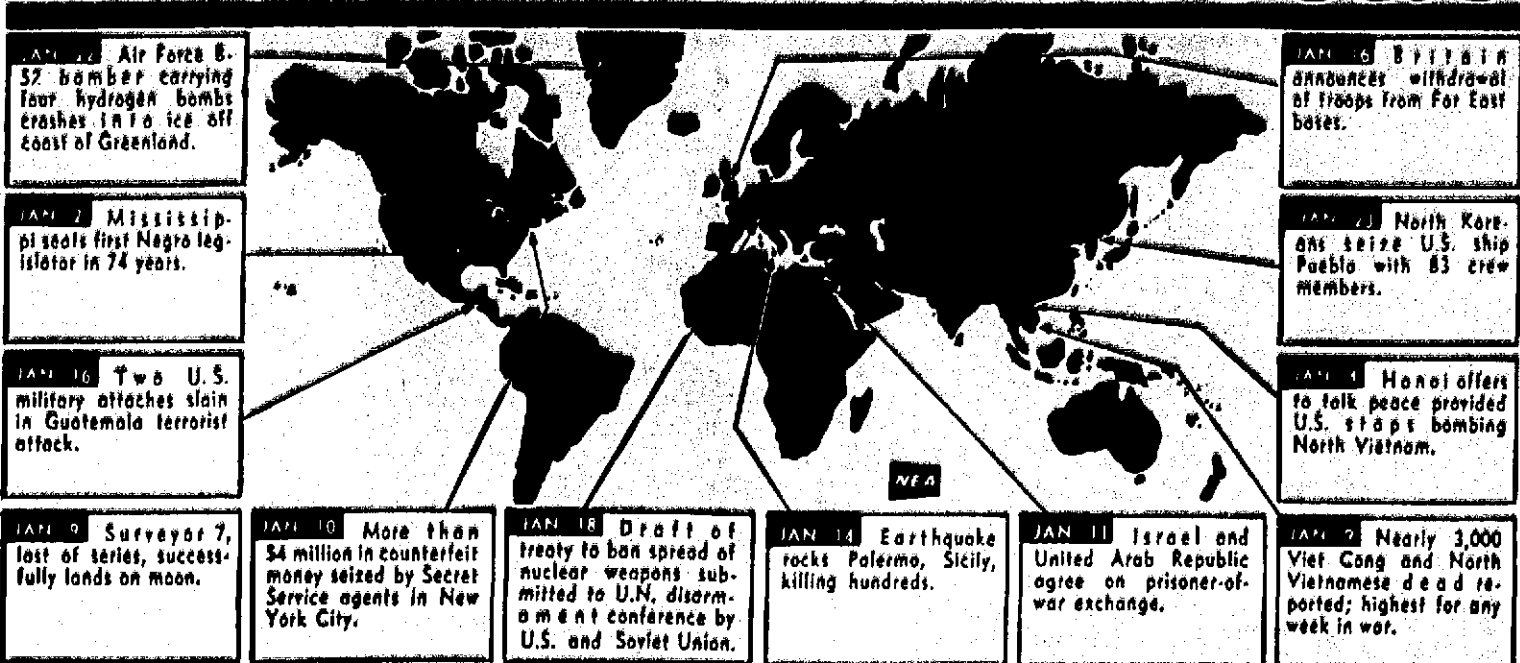 JAN 22 Air Force B-
52 bomber carrying
four hydrogen bombs
crashes into ice off
coast of Greenland.
JAN 2 Mississip-
pi seats first Negro leg-
islator in 74 years.
JAN 16 Two U.S.
military attaches slain
in Guatemala terrorist
attack.
JAN 9 Surveyor 7,
last of series, success-
fully lands on moon.
JAN 10 More than
$4 million in counterfeit
money seized by Secret
Service agents in New
York City.
JAN 18 Draft of
treaty to ban spread of
nuclear weapons sub-
mitted to U.N. disarm-
ament conference by
U.S. and Soviet Union.
NEA
JAN 14 Earthquake
rocks Palermo, Sicily,
killing hundreds.
JAN 11 Israel and
United Arab Republic
agree on prisoner-of-
war exchange.
JAN 16 Britain
announces withdrawal
of troops from Far East
bases.
JAN 23 North Kore-
ans seize U.S. ship
Pueblo with 83 crew
members.
JAN Hanoi offers
to talk peace provided
U.S. stops bombing
North Vietnam.
JAN Nearly 3,000
Viet Cong and North
Vietnamese dead re-
ported; highest for any
week in war.